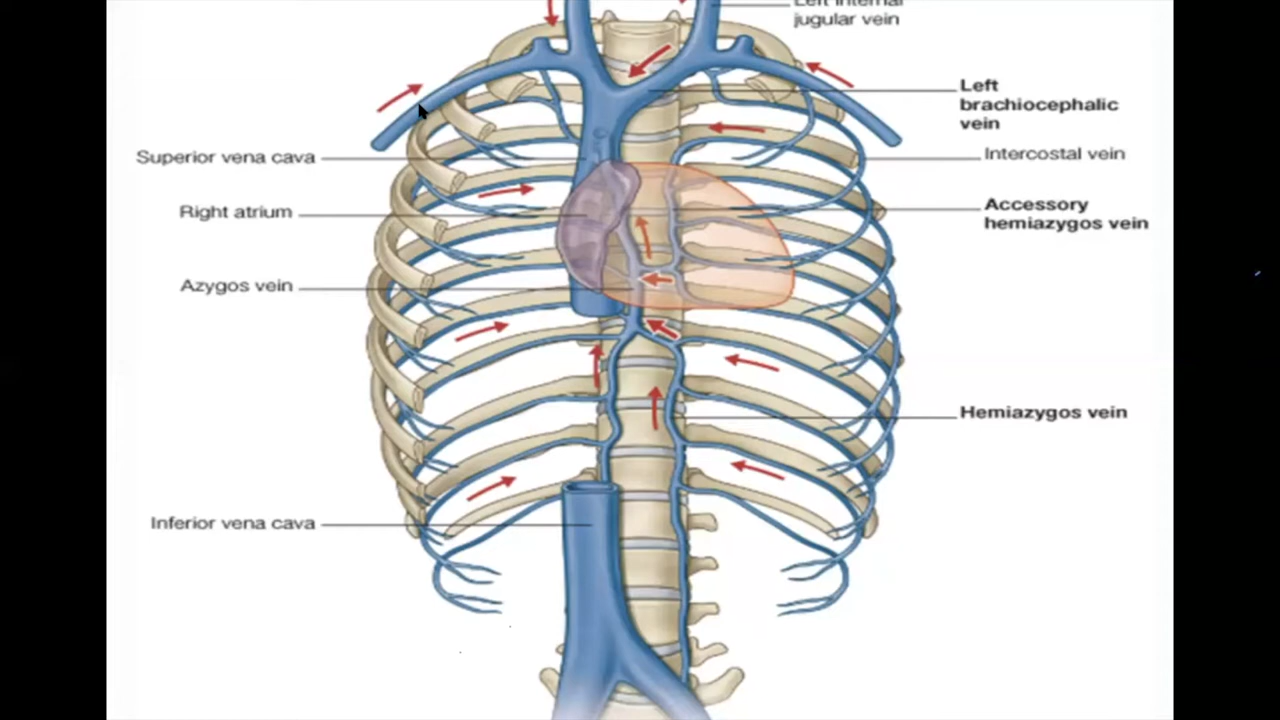 Left internal
jugular vein
Left
brachiocephalic
vein
Superior vena cava
Intercostal vein
Right atrium
Accessory
hemiazygos vein
Azygos vein
Hemiazygos vein
Inferior vena cava